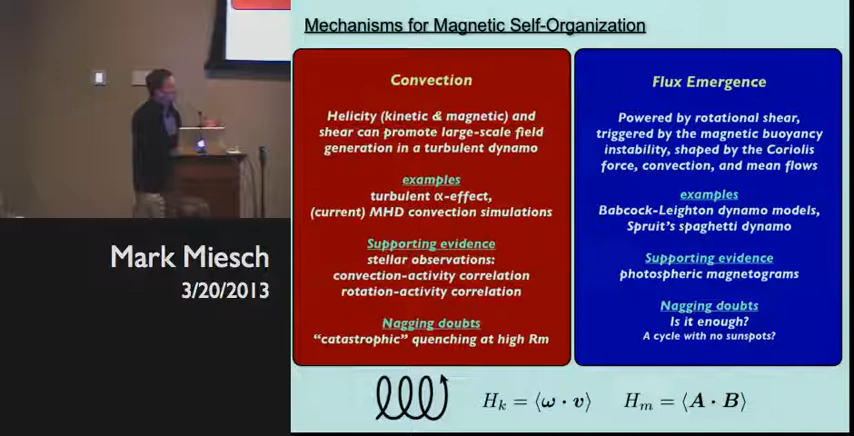 Mechanisms for Magnetic Self-Organization
Convection
Helicity (kinetic & magnetic) and
shear can promote large-scale field
generation in a turbulent dynamo
examples
turbulent α-effect,
(current) MHD convection simulations
Supporting evidence
stellar observations:
convection-activity correlation
rotation-activity correlation
Nagging doubts
“catastrophic” quenching at high Rm
Flux Emergence
Powered by rotational shear,
triggered by the magnetic buoyancy
instability, shaped by the Coriolis
force, convection, and mean flows
examples
Babcock-Leighton dynamo models,
Spruit's spaghetti dynamo
Supporting evidence
photospheric magnetograms
Nagging doubts
Is it enough?
A cycle with no sunspots?
Mark Miesch
3/20/2013
H_k = ⟨ω · v⟩ H_m = ⟨A · B⟩